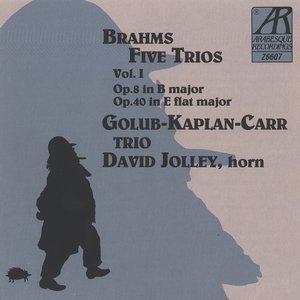 BRAHMS
FIVE TRIOS
Vol. I
Op.8 in B major
Op.40 in E flat major
GOLUB-KAPLAN-CARR
TRIO
DAVID JOLLEY, horn
AR
ARABESQUE
RECORDINGS
Z6607